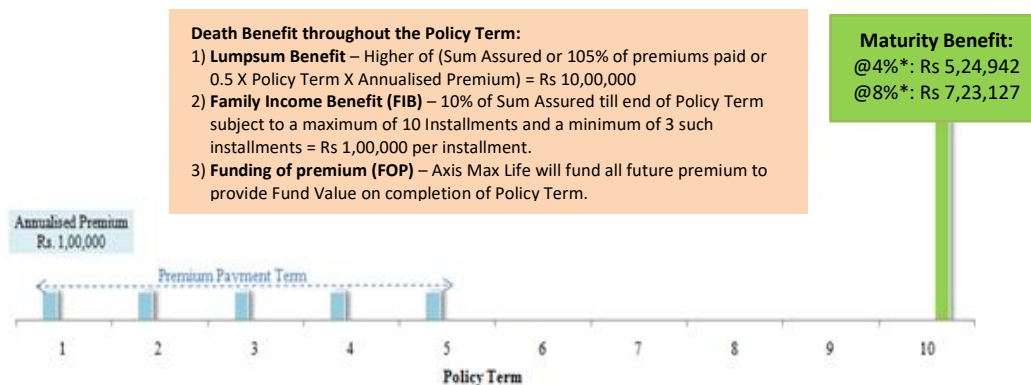 Death Benefit throughout the Policy Term:
1) Lumpsum Benefit – Higher of (Sum Assured or 105% of premiums paid or
0.5 X Policy Term X Annualised Premium) = Rs 10,00,000
2) Family Income Benefit (FIB) – 10% of Sum Assured till end of Policy Term
subject to a maximum of 10 Installments and a minimum of 3 such
installments = Rs 1,00,000 per installment.
3) Funding of premium (FOP) – Axis Max Life will fund all future premium to
provide Fund Value on completion of Policy Term.
Maturity Benefit:
@4%*: Rs 5,24,942
@8%*: Rs 7,23,127
Annualised Premium
Rs. 1,00,000
Premium Payment Term
1 2 3 4 5 6 7 8 9 10
Policy Term